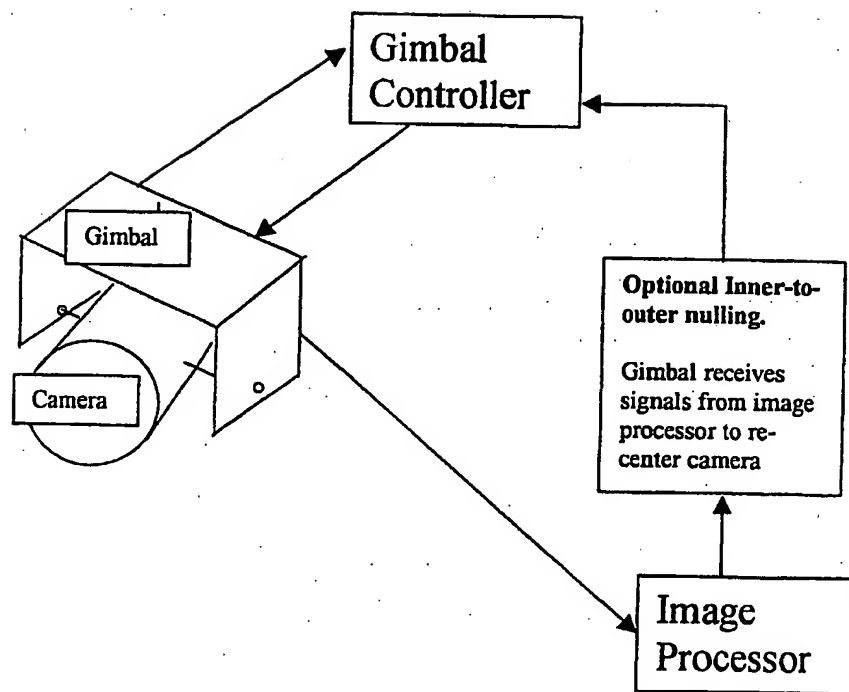 Gimbal
Controller
Gimbal
Camera
Optional Inner-to-
outer nulling.
Gimbal receives
signals from image
processor to re-
center camera
Image
Processor